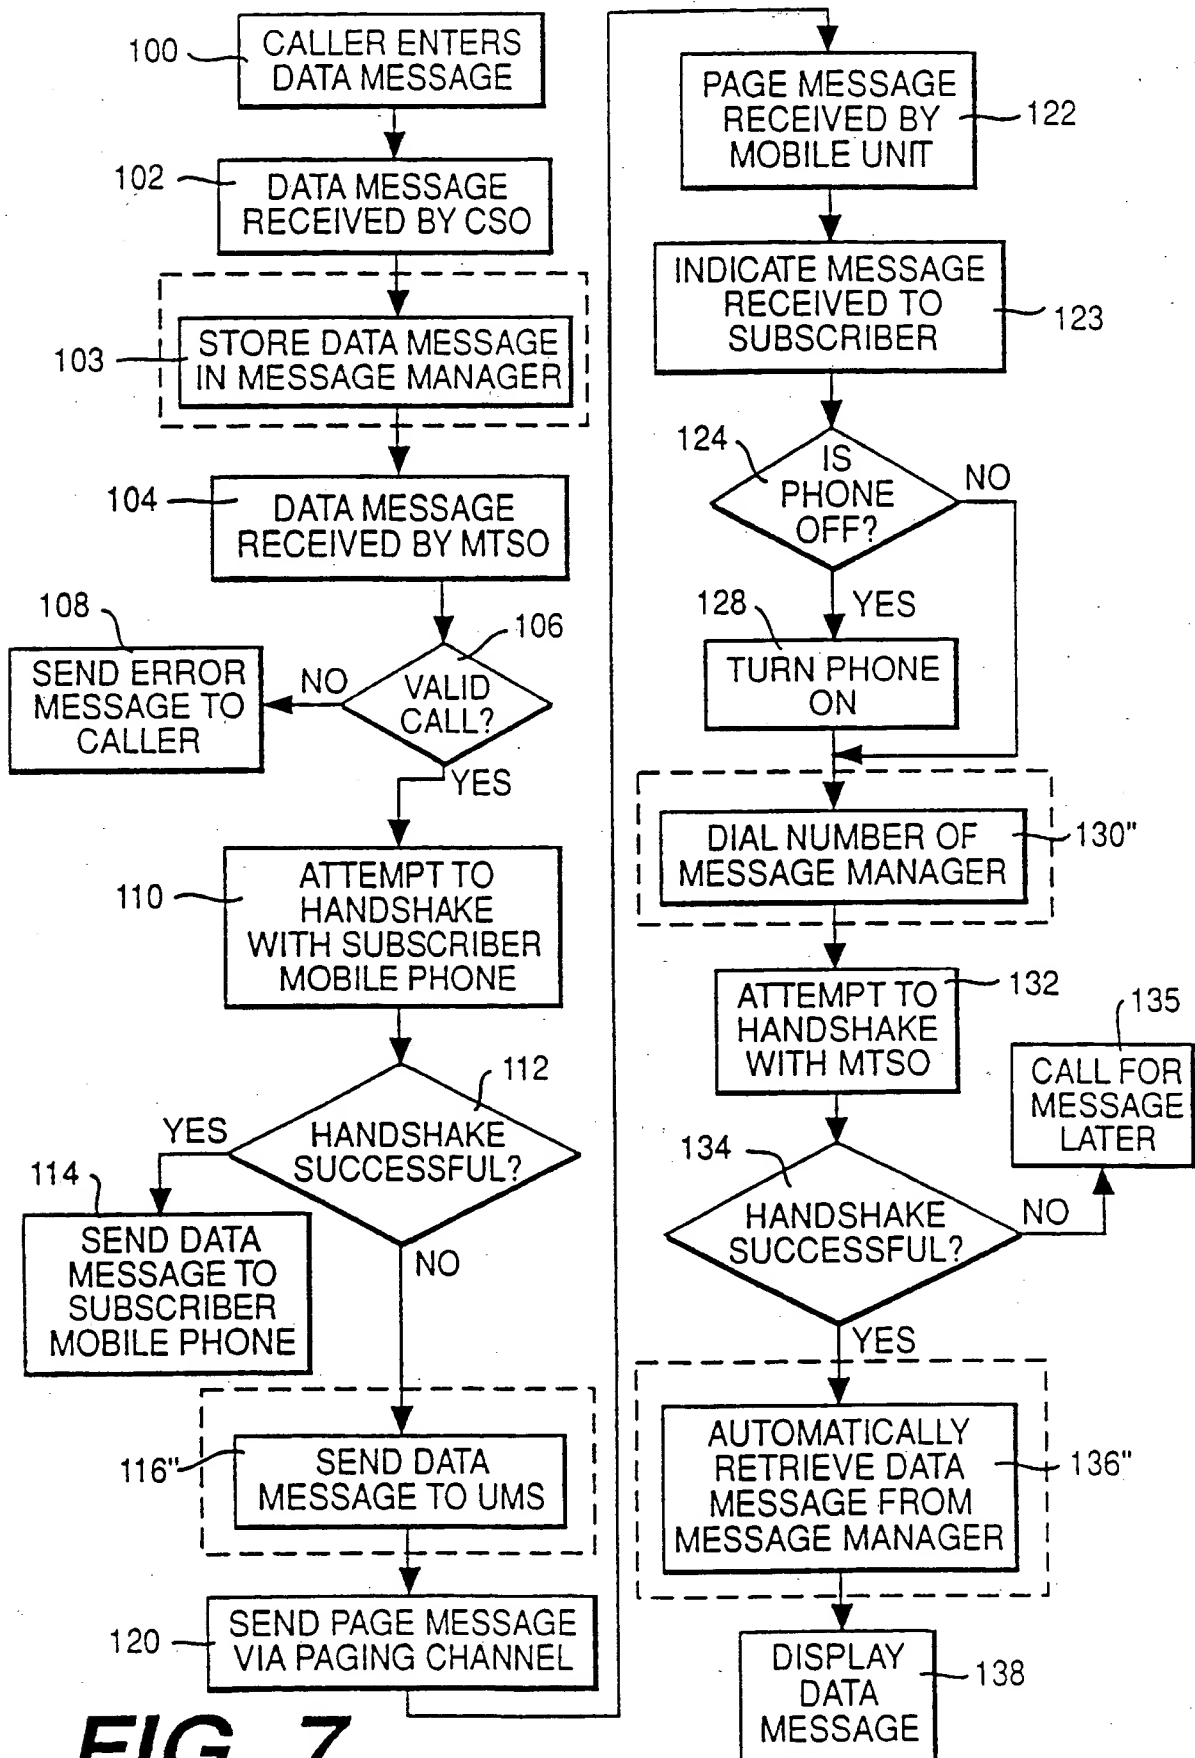 100
CALLER ENTERS
DATA MESSAGE
102
DATA MESSAGE
RECEIVED BY CSO
103
STORE DATA MESSAGE
IN MESSAGE MANAGER
104
DATA MESSAGE
RECEIVED BY MTSO
106
VALID
CALL?
NO
108
SEND ERROR
MESSAGE TO
CALLER
YES
110
ATTEMPT TO
HANDSHAKE
WITH SUBSCRIBER
MOBILE PHONE
112
HANDSHAKE
SUCCESSFUL?
YES
114
SEND DATA
MESSAGE TO
SUBSCRIBER
MOBILE PHONE
NO
116"
SEND DATA
MESSAGE TO UMS
120
SEND PAGE MESSAGE
VIA PAGING CHANNEL
PAGE MESSAGE
RECEIVED BY
MOBILE UNIT
122
INDICATE MESSAGE
RECEIVED TO
SUBSCRIBER
123
124
IS
PHONE
OFF?
NO
YES
128
TURN PHONE
ON
DIAL NUMBER OF
MESSAGE MANAGER
130"
ATTEMPT TO
HANDSHAKE
WITH MTSO
132
134
HANDSHAKE
SUCCESSFUL?
NO
135
CALL FOR
MESSAGE
LATER
YES
AUTOMATICALLY
RETRIEVE DATA
MESSAGE FROM
MESSAGE MANAGER
136"
DISPLAY
DATA
MESSAGE
138
FIG. 7